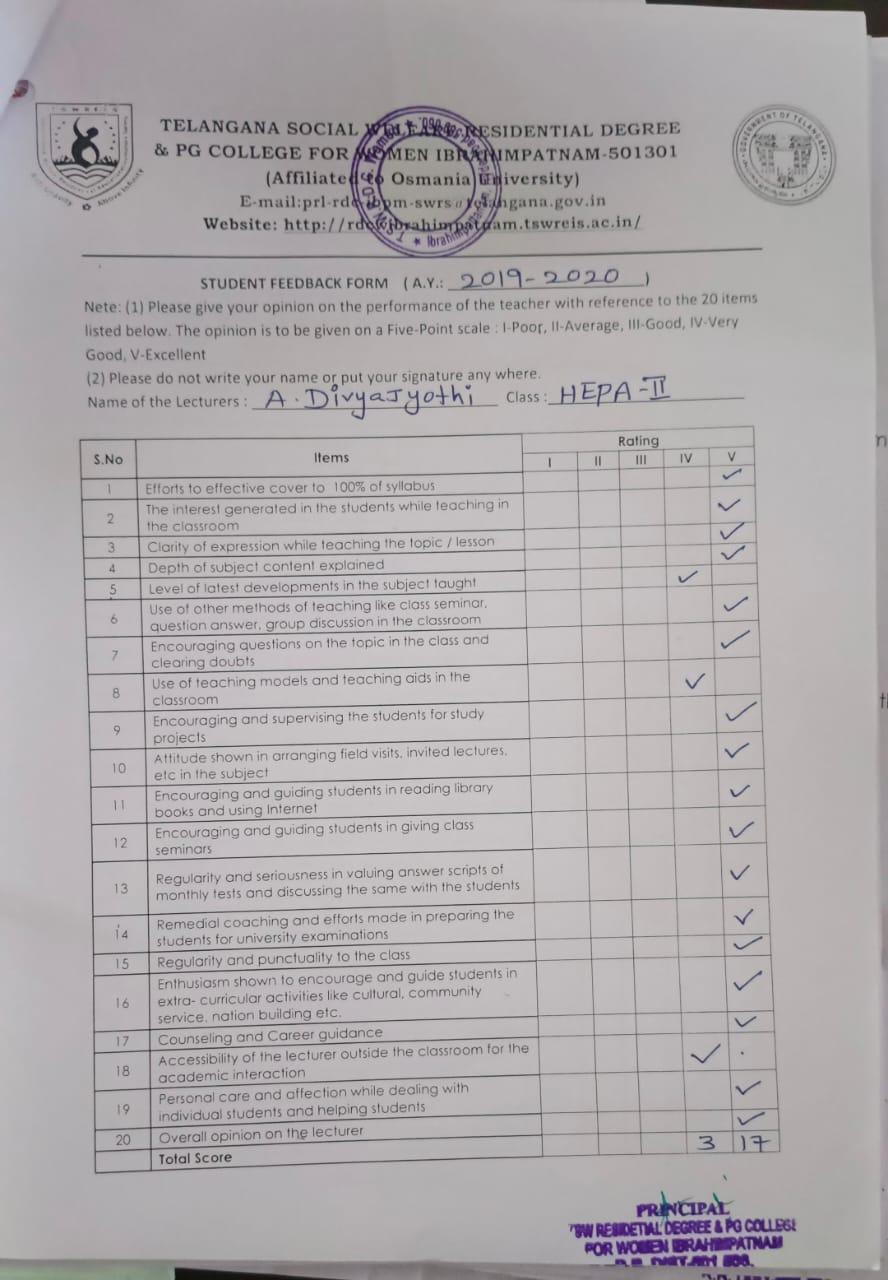 TSWREIS
GOVERNMENT OF TELANGANA
TELANGANA SOCIAL WELFARE RESIDENTIAL DEGREE
& PG COLLEGE FOR WOMEN IBRAHIMPATNAM-501301
(Affiliated to Osmania University)
telangana.gov.in
Website:
STUDENT FEEDBACK FORM ( A.Y.: 2019-2020 )
Note: (1) Please give your opinion on the performance of the teacher with reference to the 20 items
listed below. The opinion is to be given on a Five-Point scale : I-Poor, II-Average, III-Good, IV-Very
Good, V-Excellent
(2) Please do not write your name or put your signature any where.
Name of the Lecturers : A. DivyaJyothi Class : HEPA-II
S.No Items Rating
I II III IV V
1 Efforts to effective cover to 100% of syllabus ✓
2 The interest generated in the students while teaching in
the classroom ✓
3 Clarity of expression while teaching the topic / lesson ✓
4 Depth of subject content explained ✓
5 Level of latest developments in the subject taught ✓
6 Use of other methods of teaching like class seminar,
question answer, group discussion in the classroom ✓
7 Encouraging questions on the topic in the class and
clearing doubts ✓
8 Use of teaching models and teaching aids in the
classroom ✓
9 Encouraging and supervising the students for study
projects ✓
10 Attitude shown in arranging field visits, invited lectures,
etc in the subject ✓
11 Encouraging and guiding students in reading library
books and using Internet ✓
12 Encouraging and guiding students in giving class
seminars ✓
13 Regularity and seriousness in valuing answer scripts of
monthly tests and discussing the same with the students ✓
14 Remedial coaching and efforts made in preparing the
students for university examinations ✓
15 Regularity and punctuality to the class ✓
16 Enthusiasm shown to encourage and guide students in
extra- curricular activities like cultural, community
service, nation building etc. ✓
17 Counseling and Career guidance ✓
18 Accessibility of the lecturer outside the classroom for the
academic interaction ✓
19 Personal care and affection while dealing with
individual students and helping students ✓
20 Overall opinion on the lecturer ✓
Total Score 3 17
PRINCIPAL
TSW RESIDETIAL DEGREE & PG COLLEGE
FOR WOMEN IBRAHIMPATNAM